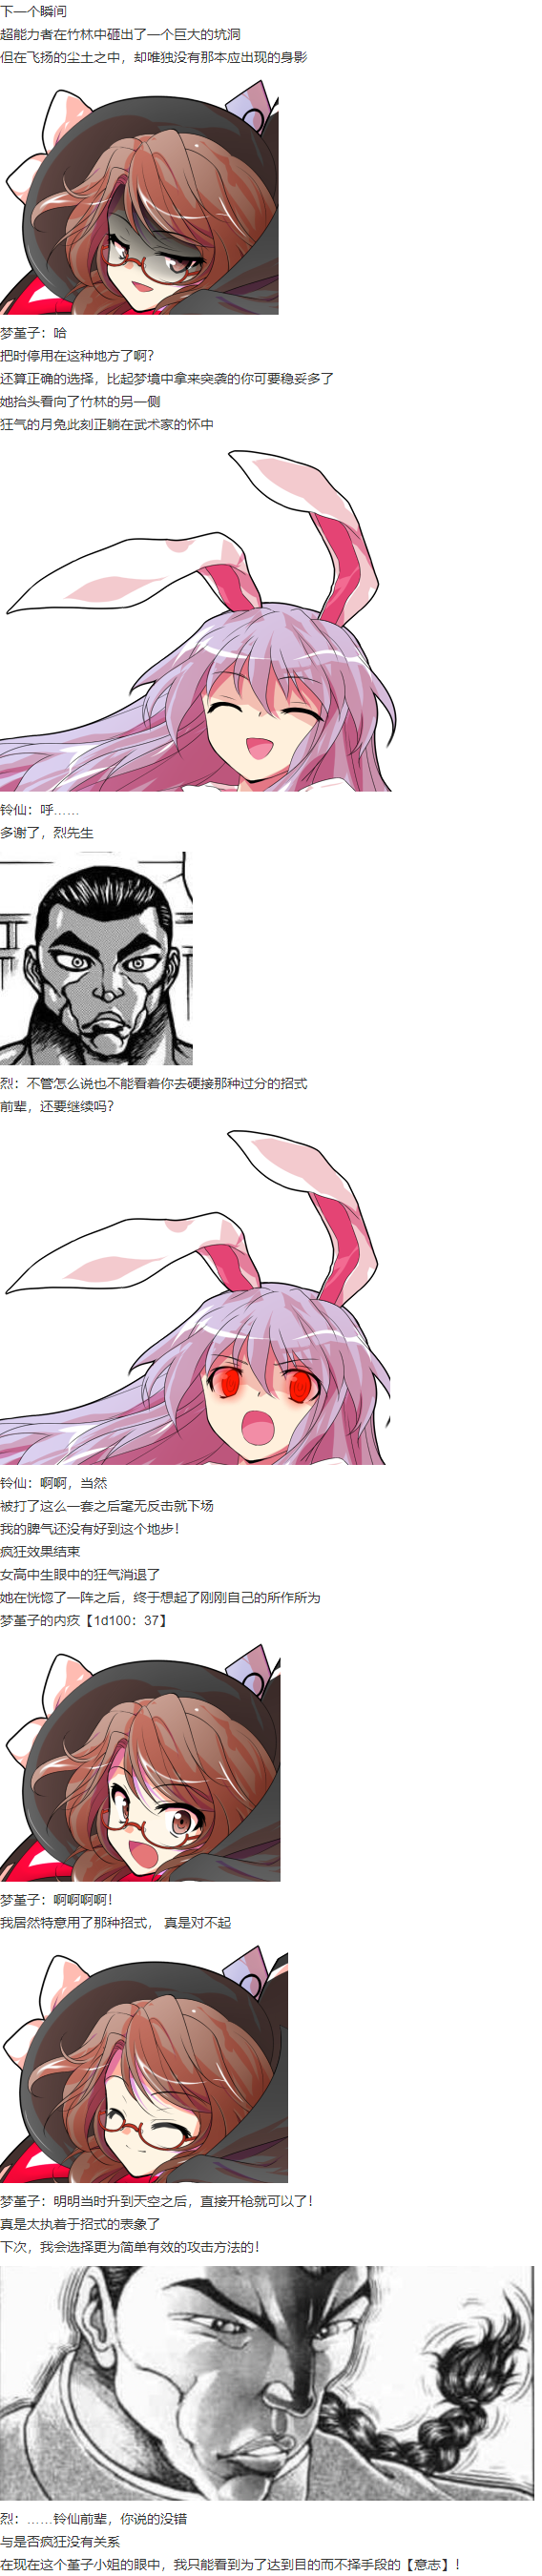 下一个瞬间
超能力者在竹林中砸出了一个巨大的坑洞
但在飞扬的尘土之中，却唯独没有那本应出现的身影
梦堇子：哈
把时停用在这种地方了啊？
还算正确的选择，比起梦境中拿来突袭的你可要稳妥多了
她抬头看向了竹林的另一侧
狂气的月兔此刻正躺在武术家的怀中
铃仙：呼……
多谢了，烈先生
烈：不管怎么说也不能看着你去硬接那种过分的招式
前辈，还要继续吗？
铃仙：啊啊，当然
被打了这么一套之后毫无反击就下场
我的脾气还没有好到这个地步！
疯狂效果结束
女高中生眼中的狂气消退了
她在恍惚了一阵之后，终于想起了刚刚自己的所作所为
梦堇子的内疚【1d100：37】
梦堇子：啊啊啊啊！
我居然特意用了那种招式， 真是对不起
梦堇子：明明当时升到天空之后，直接开枪就可以了！
真是太执着于招式的表象了
下次，我会选择更为简单有效的攻击方法的！
烈：……铃仙前辈，你说的没错
与是否疯狂没有关系
在现在这个堇子小姐的眼中，我只能看到为了达到目的而不择手段的【意志】！